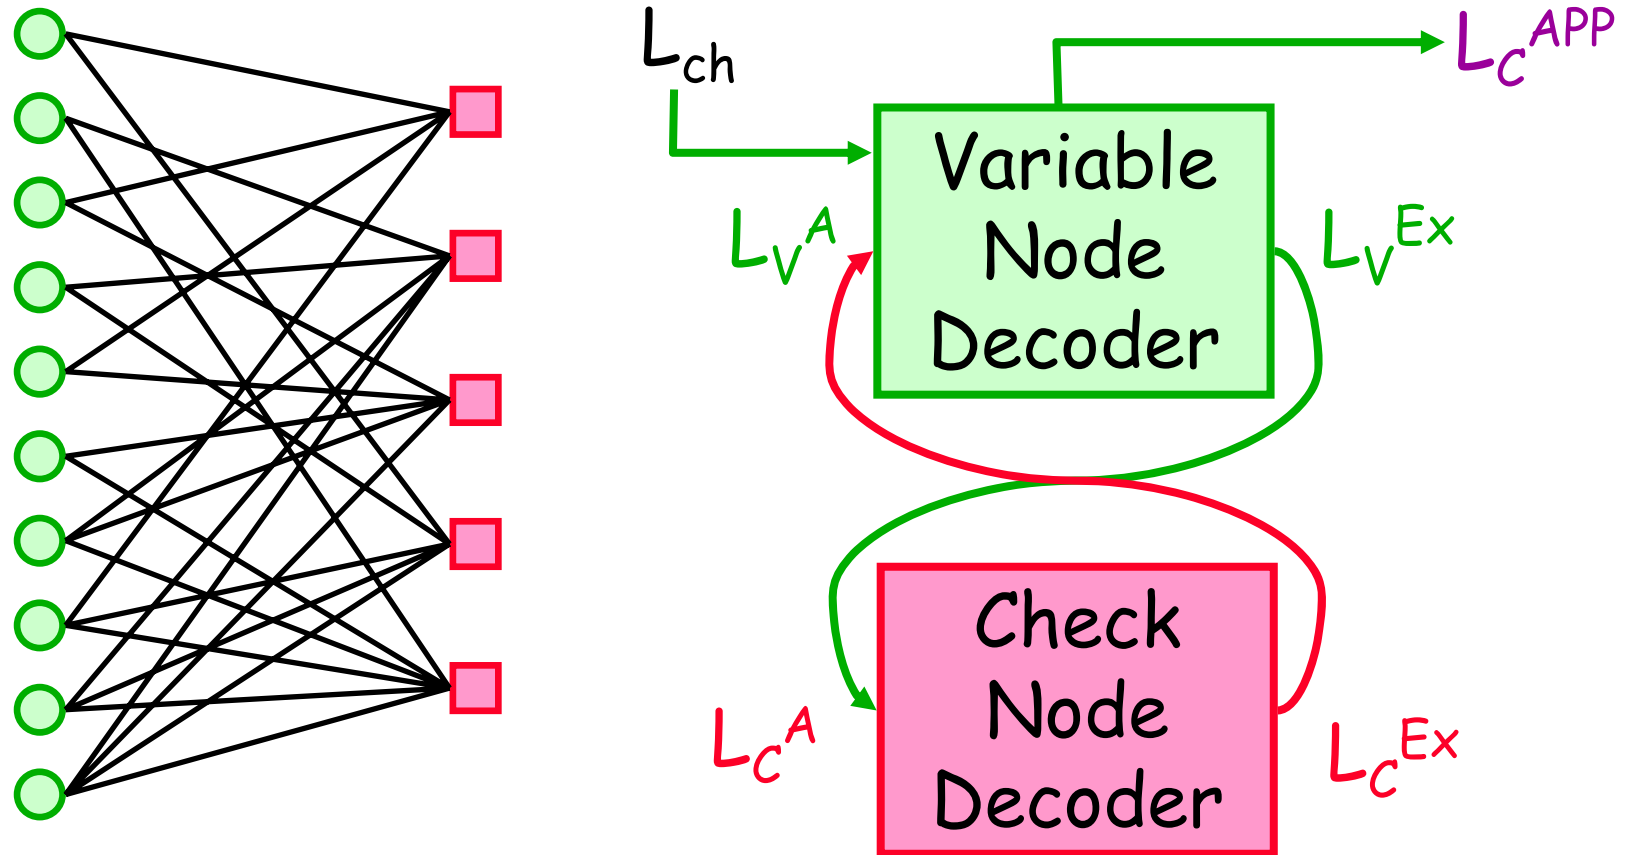 L_ch
L_C^APP
Variable
Node
Decoder
L_V^A
L_V^Ex
Check
Node
Decoder
L_C^A
L_C^Ex